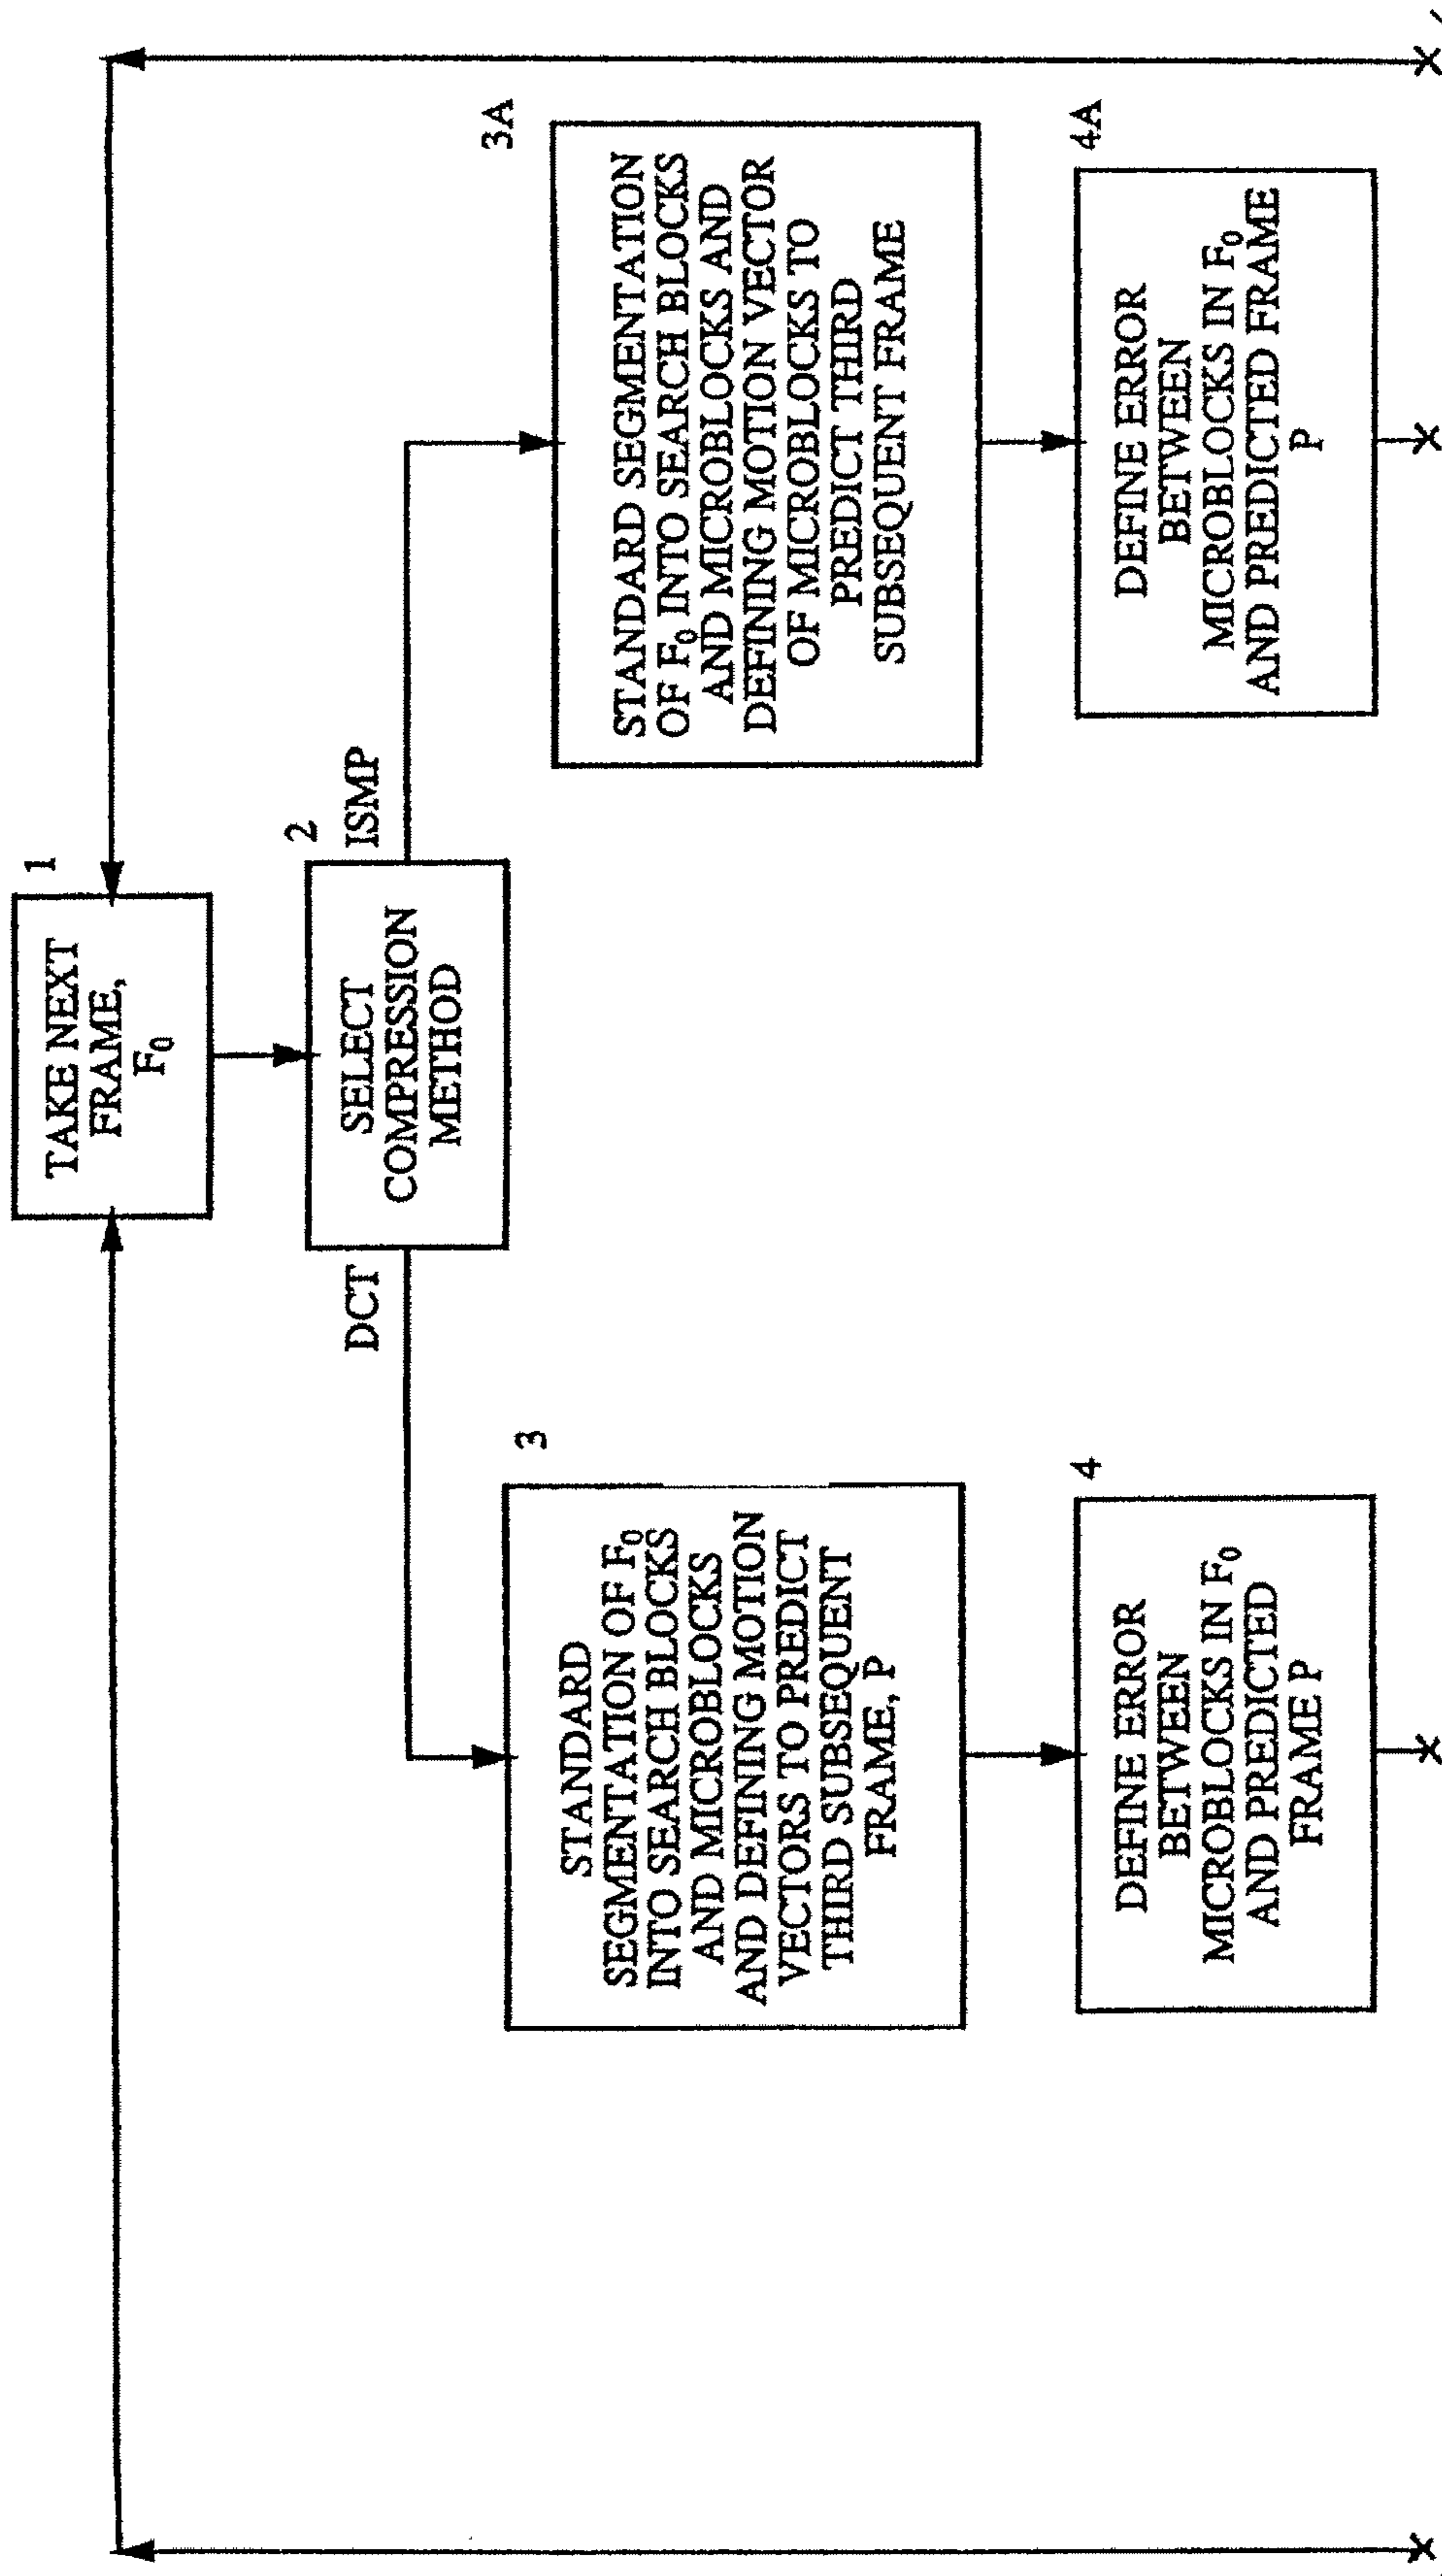 1
TAKE NEXT
FRAME,
F₀
2
SELECT
COMPRESSION
METHOD
DCT
ISMP
3
STANDARD
SEGMENTATION OF F₀
INTO SEARCH BLOCKS
AND MICROBLOCKS
AND DEFINING MOTION
VECTORS TO PREDICT
THIRD SUBSEQUENT
FRAME, P
3A
STANDARD SEGMENTATION
OF F₀ INTO SEARCH BLOCKS
AND MICROBLOCKS AND
DEFINING MOTION VECTOR
OF MICROBLOCKS TO
PREDICT THIRD
SUBSEQUENT FRAME
4
DEFINE ERROR
BETWEEN
MICROBLOCKS IN F₀
AND PREDICTED
FRAME P
4A
DEFINE ERROR
BETWEEN
MICROBLOCKS IN F₀
AND PREDICTED FRAME
P
X
X
X
X